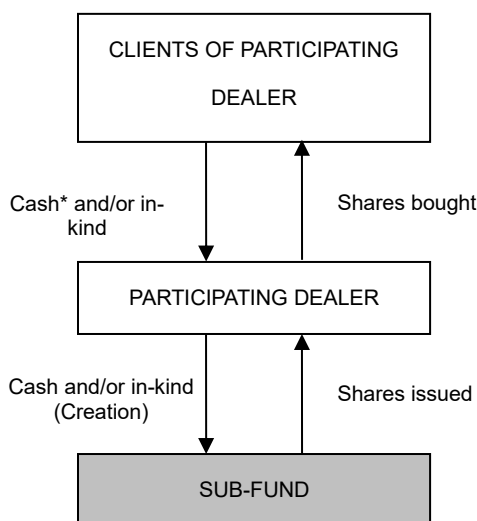 CLIENTS OF PARTICIPATING
DEALER
Cash* and/or in-
kind
Shares bought
PARTICIPATING DEALER
Cash and/or in-kind
(Creation)
Shares issued
SUB-FUND